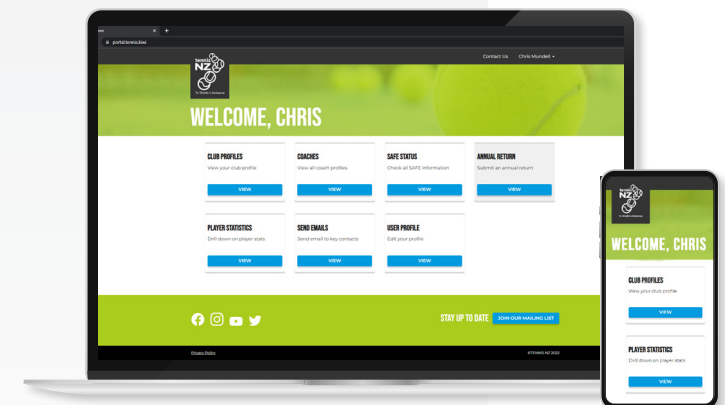 me × +
portal.tennis.kiwi
Contact Us Chris Mundell
tennis
NZ
WELCOME, CHRIS
CLUB PROFILES
View your club profile
VIEW
COACHES
View all coach profiles
VIEW
SAFE STATUS
Check all SAFE information
VIEW
ANNUAL RETURN
Submit an annual return
VIEW
PLAYER STATISTICS
Drill down on player stats
VIEW
SEND EMAILS
Send email to key contacts
VIEW
USER PROFILE
Edit your profile
VIEW
STAY UP TO DATE JOIN OUR MAILING LIST
Privacy Policy ©TENNIS NZ 2022
tennis
NZ
WELCOME, CHRIS
CLUB PROFILES
View your club profile
VIEW
PLAYER STATISTICS
Drill down on player stats
VIEW